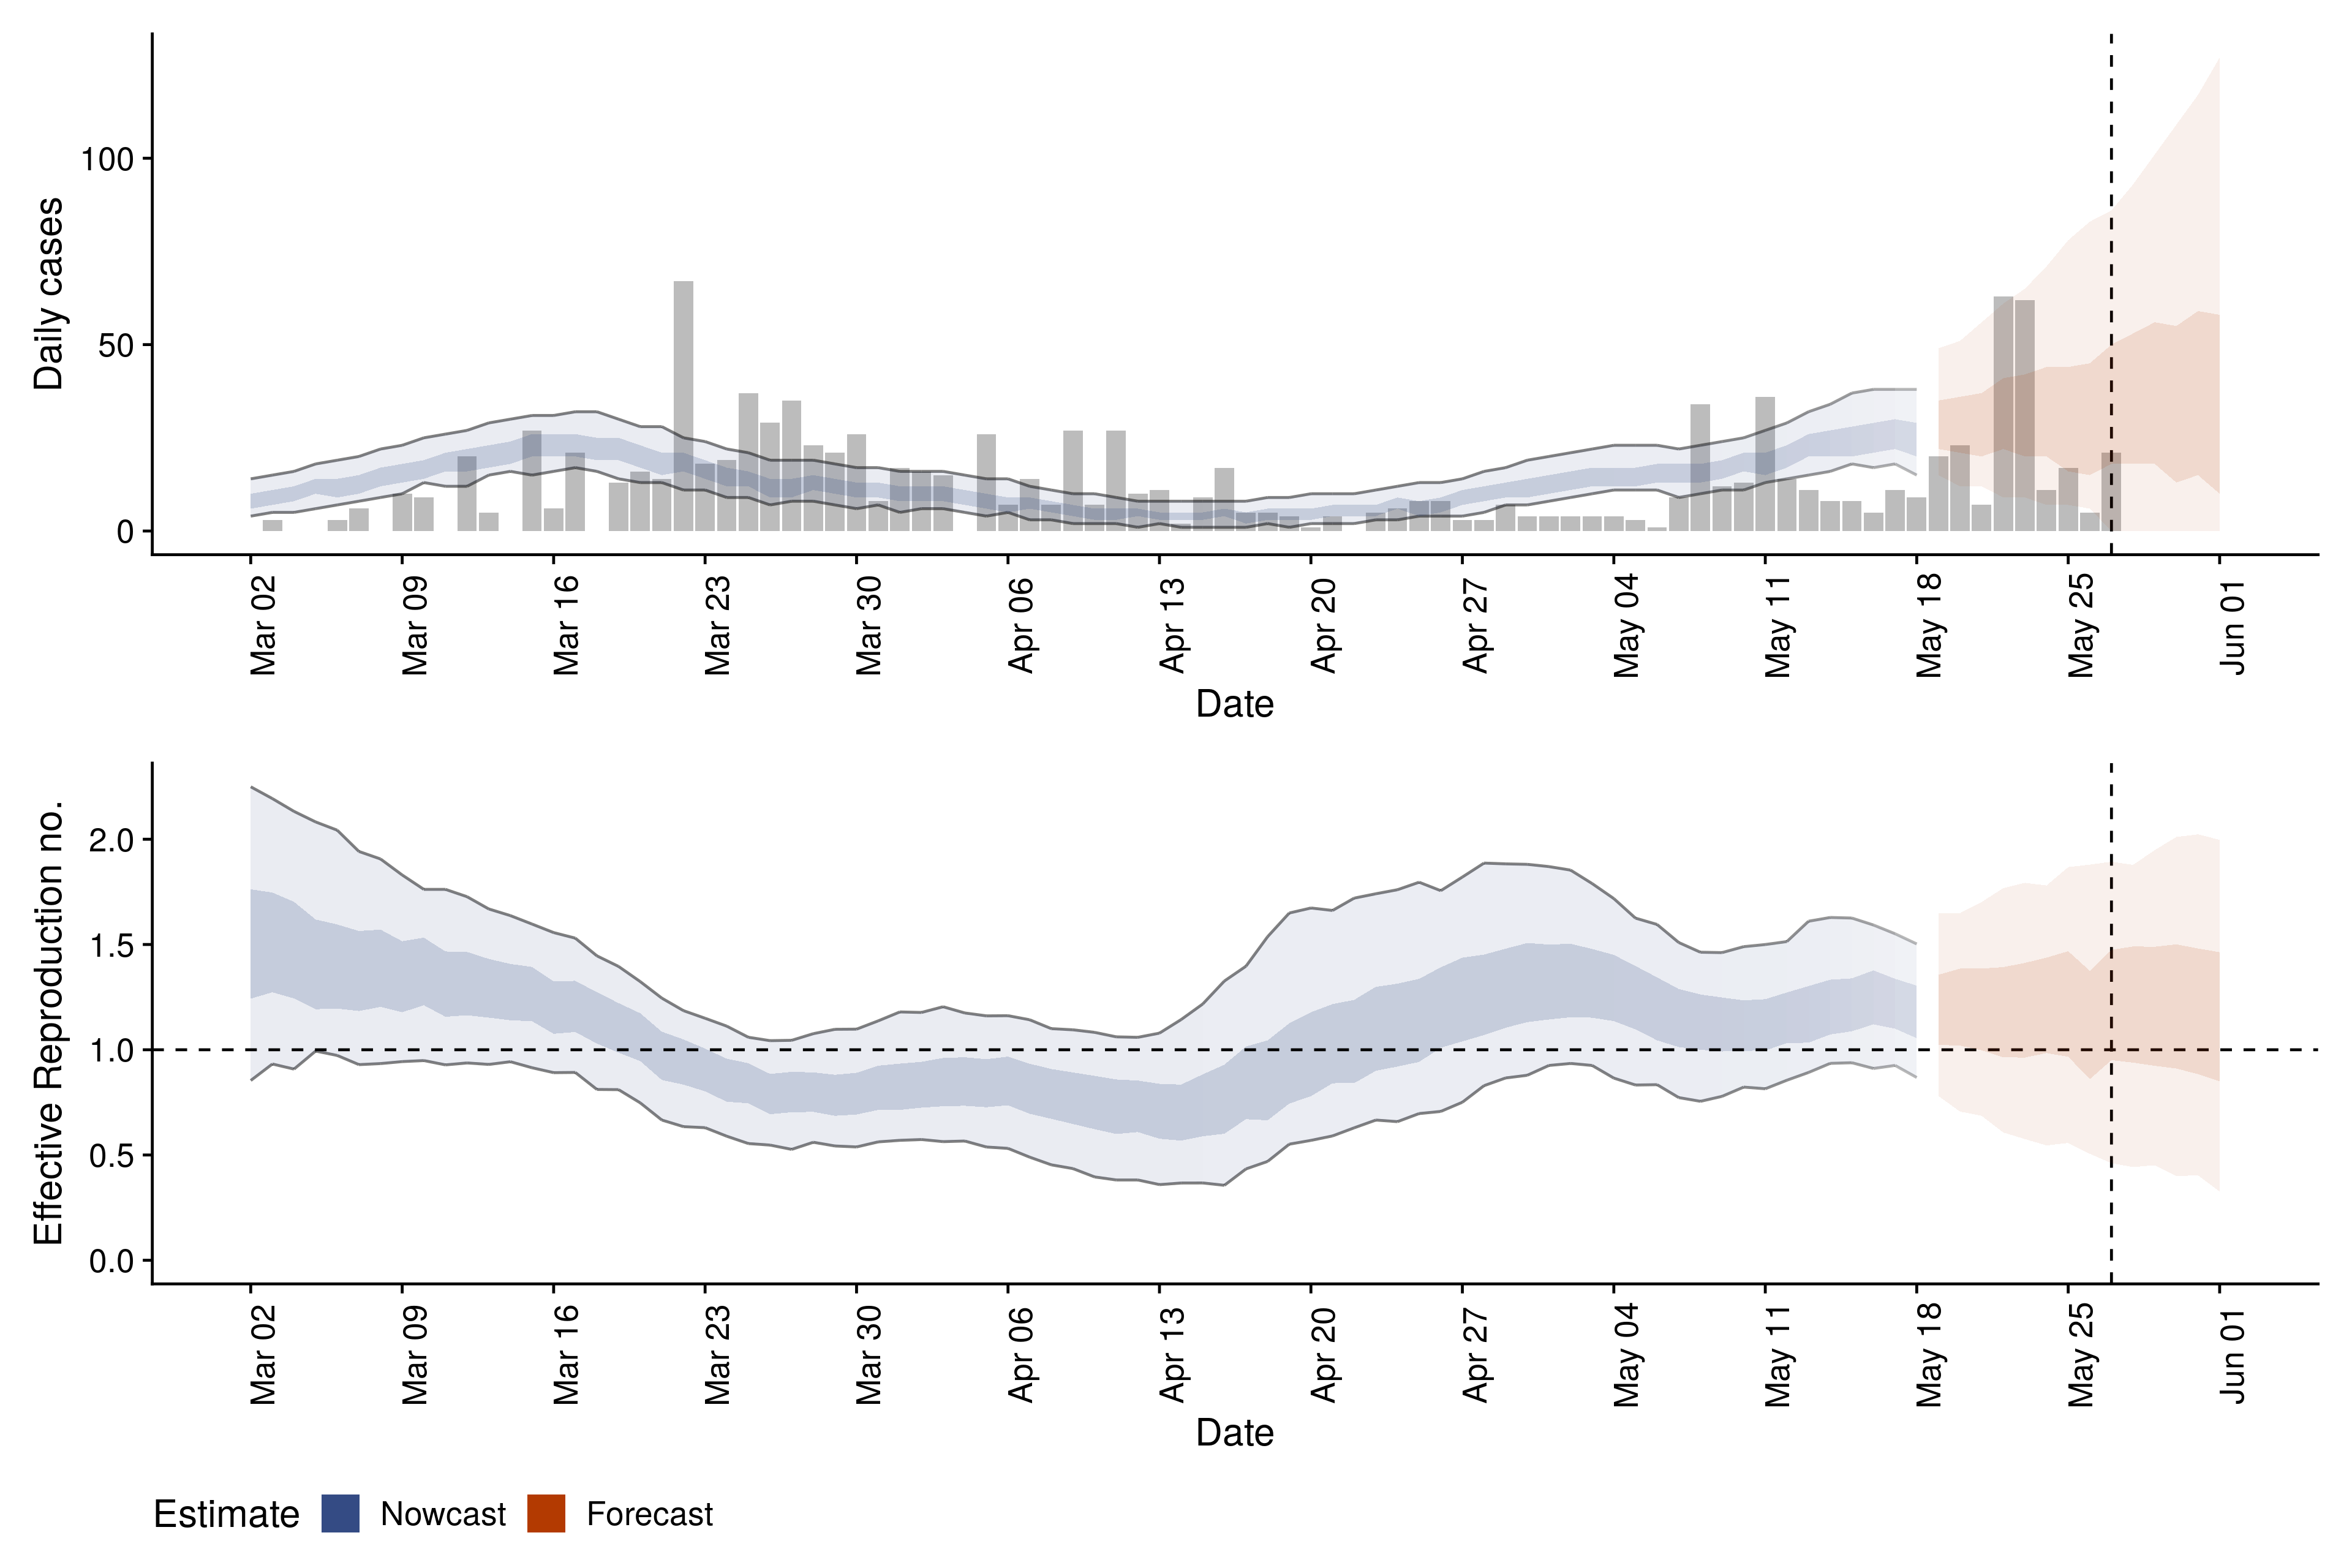 Daily cases
100
50
0
Mar 02
Mar 09
Mar 16
Mar 23
Mar 30
Apr 06
Apr 13
Apr 20
Apr 27
May 04
May 11
May 18
May 25
Jun 01
Date
Effective Reproduction no.
2.0
1.5
1.0
0.5
0.0
Mar 02
Mar 09
Mar 16
Mar 23
Mar 30
Apr 06
Apr 13
Apr 20
Apr 27
May 04
May 11
May 18
May 25
Jun 01
Date
Estimate Nowcast Forecast